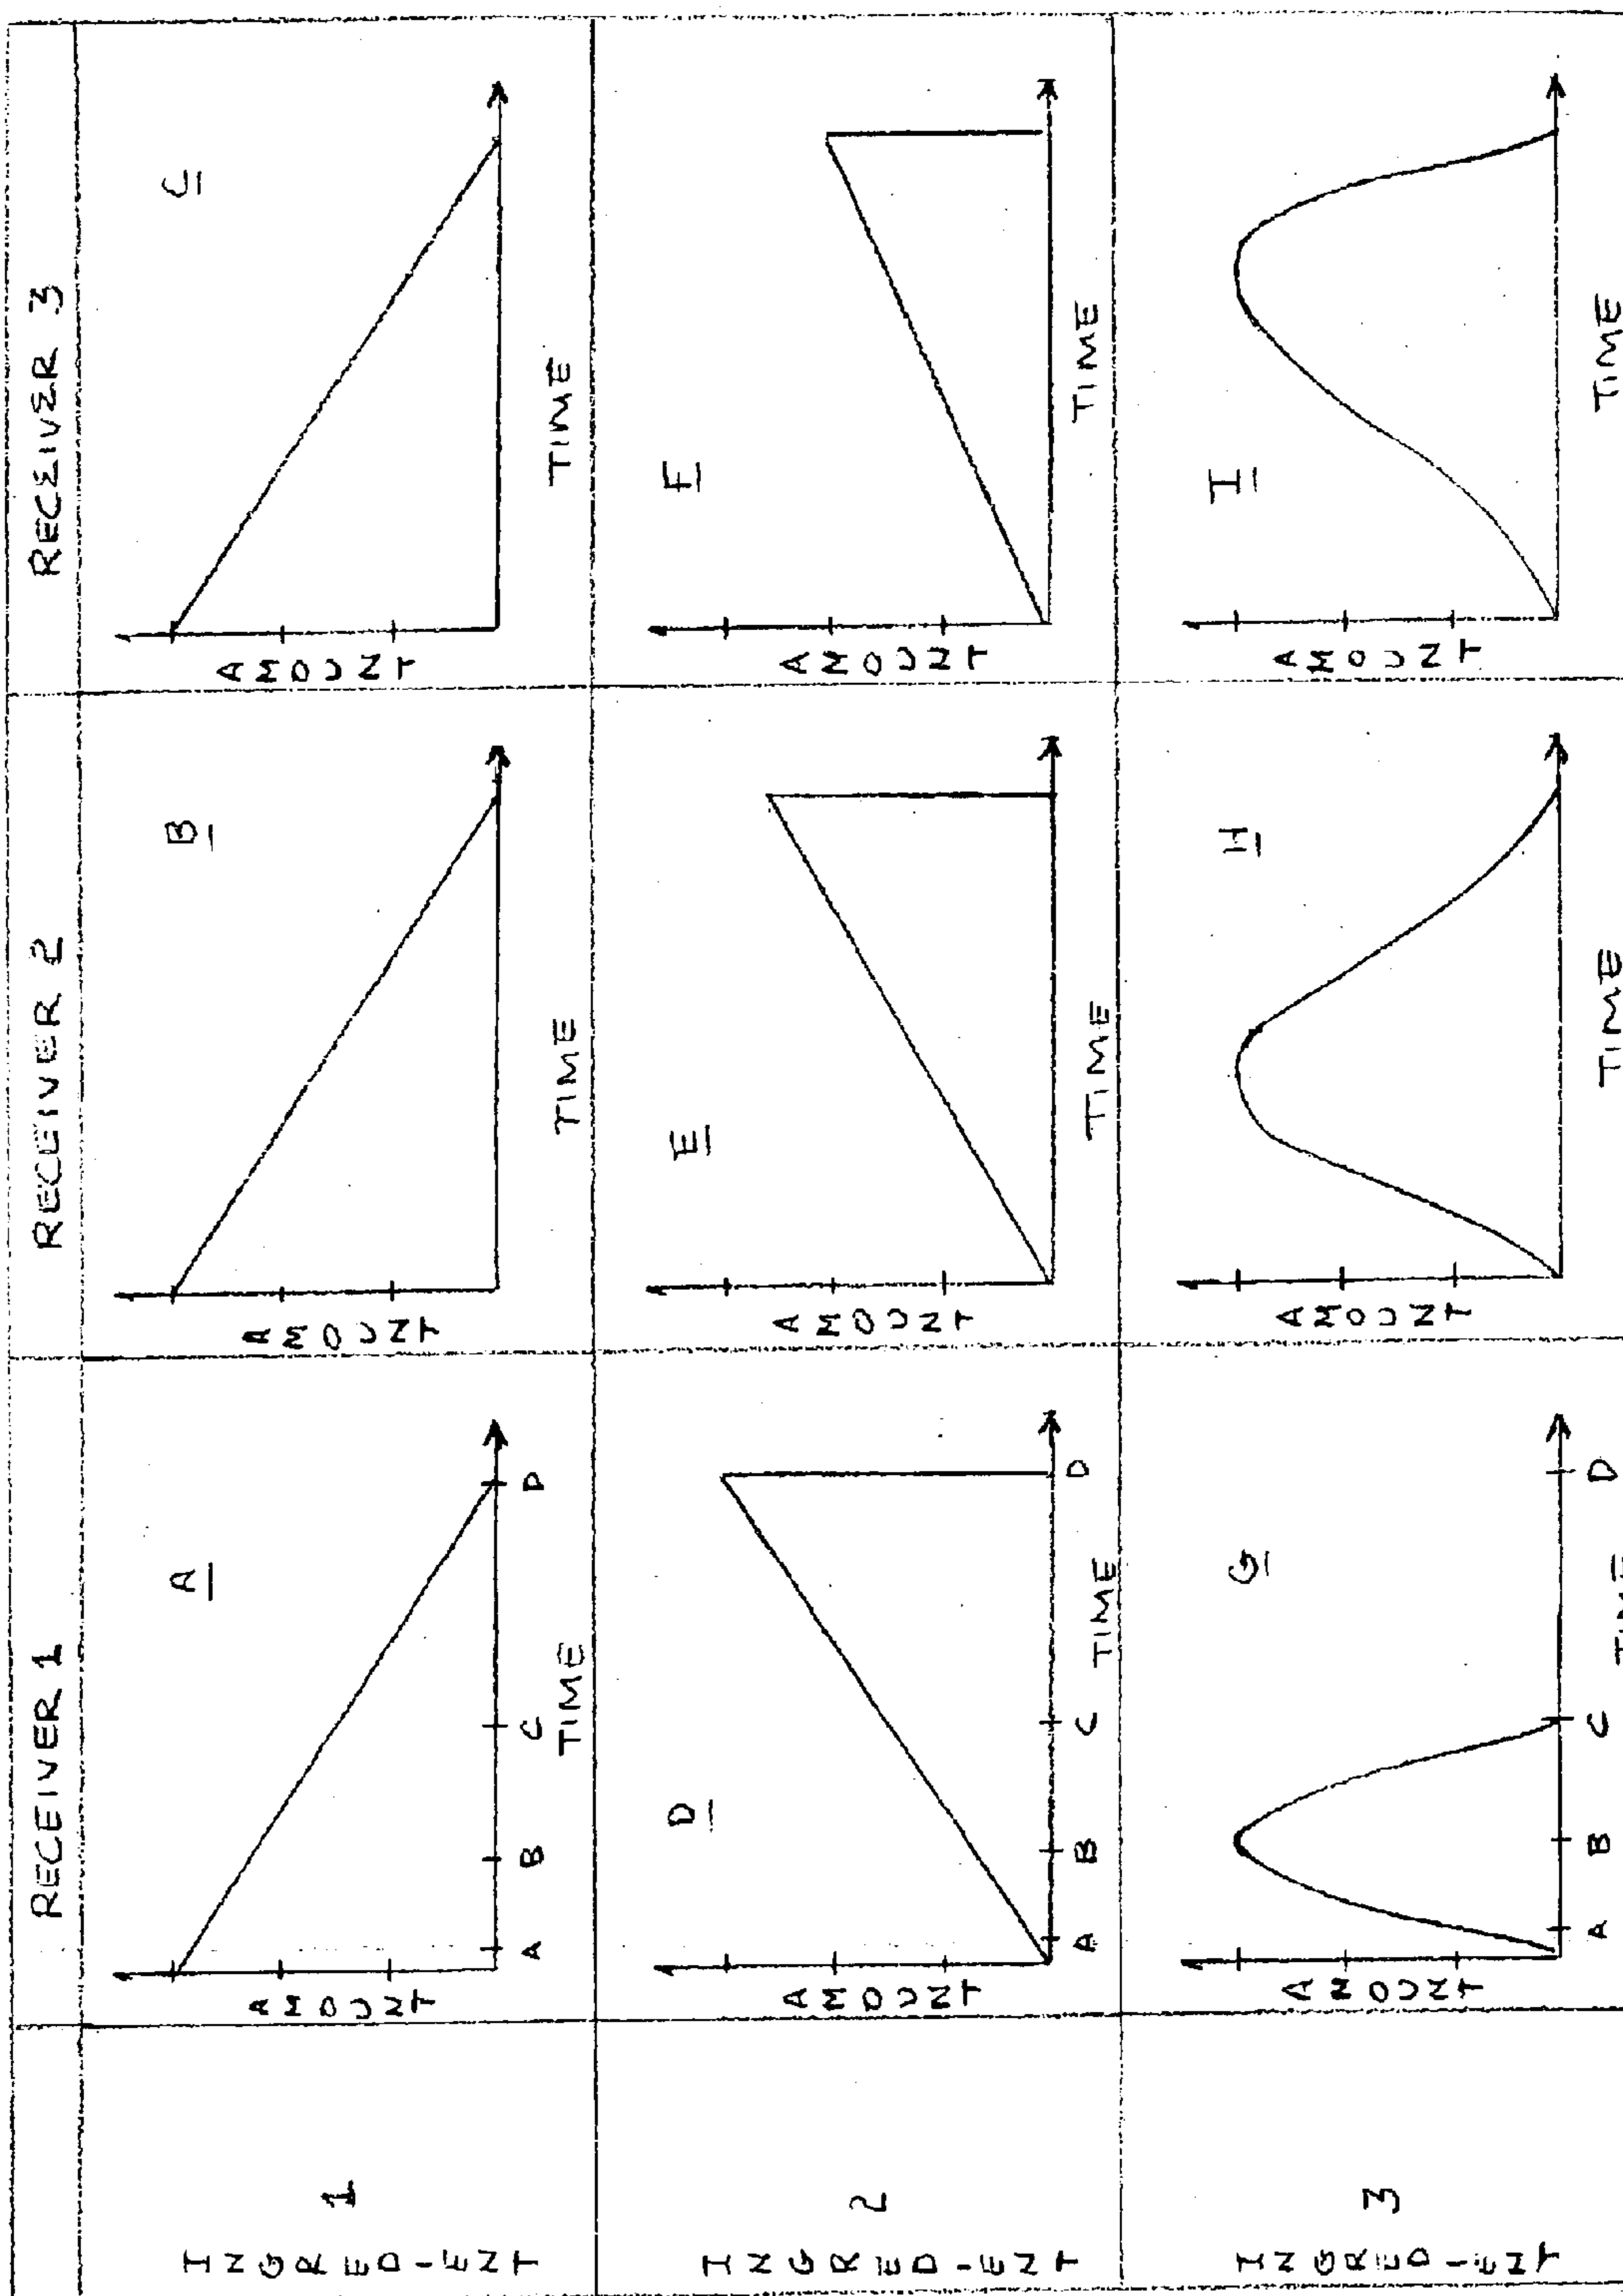 RECEIVER 1
RECEIVER 2
RECEIVER 3
INGREDIENT
1
AMOUNT
A
A B C D
TIME
AMOUNT
B
TIME
AMOUNT
C
TIME
INGREDIENT
2
AMOUNT
D
A B C D
TIME
AMOUNT
E
TIME
AMOUNT
F
TIME
INGREDIENT
3
AMOUNT
G
A B C D
TIME
AMOUNT
H
TIME
AMOUNT
I
TIME